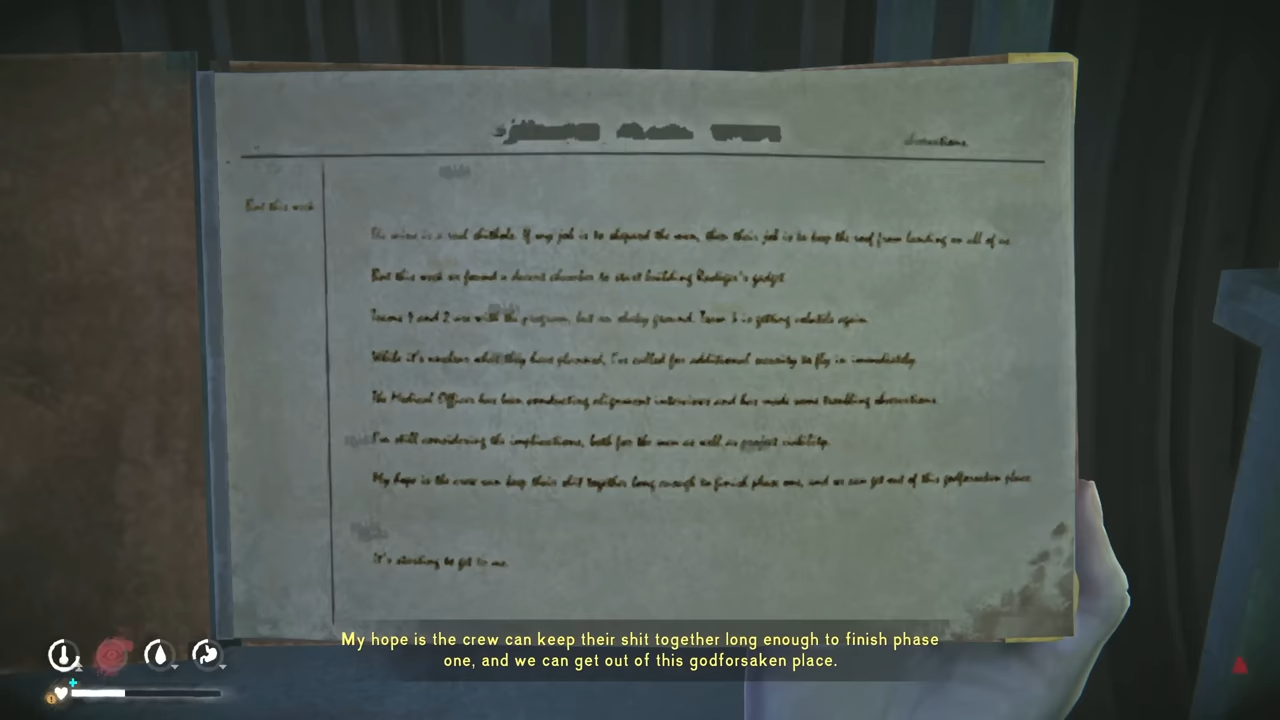 observations
But this week
The mine is a real shithole. If my job is to shepard the men, then their job is to keep the roof from landing on all of us.
But this week we found a decent chamber to start building Rudiger's gadget.
Teams 1 and 2 are with the program, but on shaky ground. Team 3 is getting volatile again.
While it's unclear what they have planned, I've called for additional security to fly in immediately.
The Medical Officer has been conducting alignment interviews and has made some troubling observations.
I'm still considering the implications, both for the men as well as project viability.
My hope is the crew can keep their shit together long enough to finish phase one, and we can get out of this godforsaken place.
It's starting to get to me.
My hope is the crew can keep their shit together long enough to finish phase
one, and we can get out of this godforsaken place.